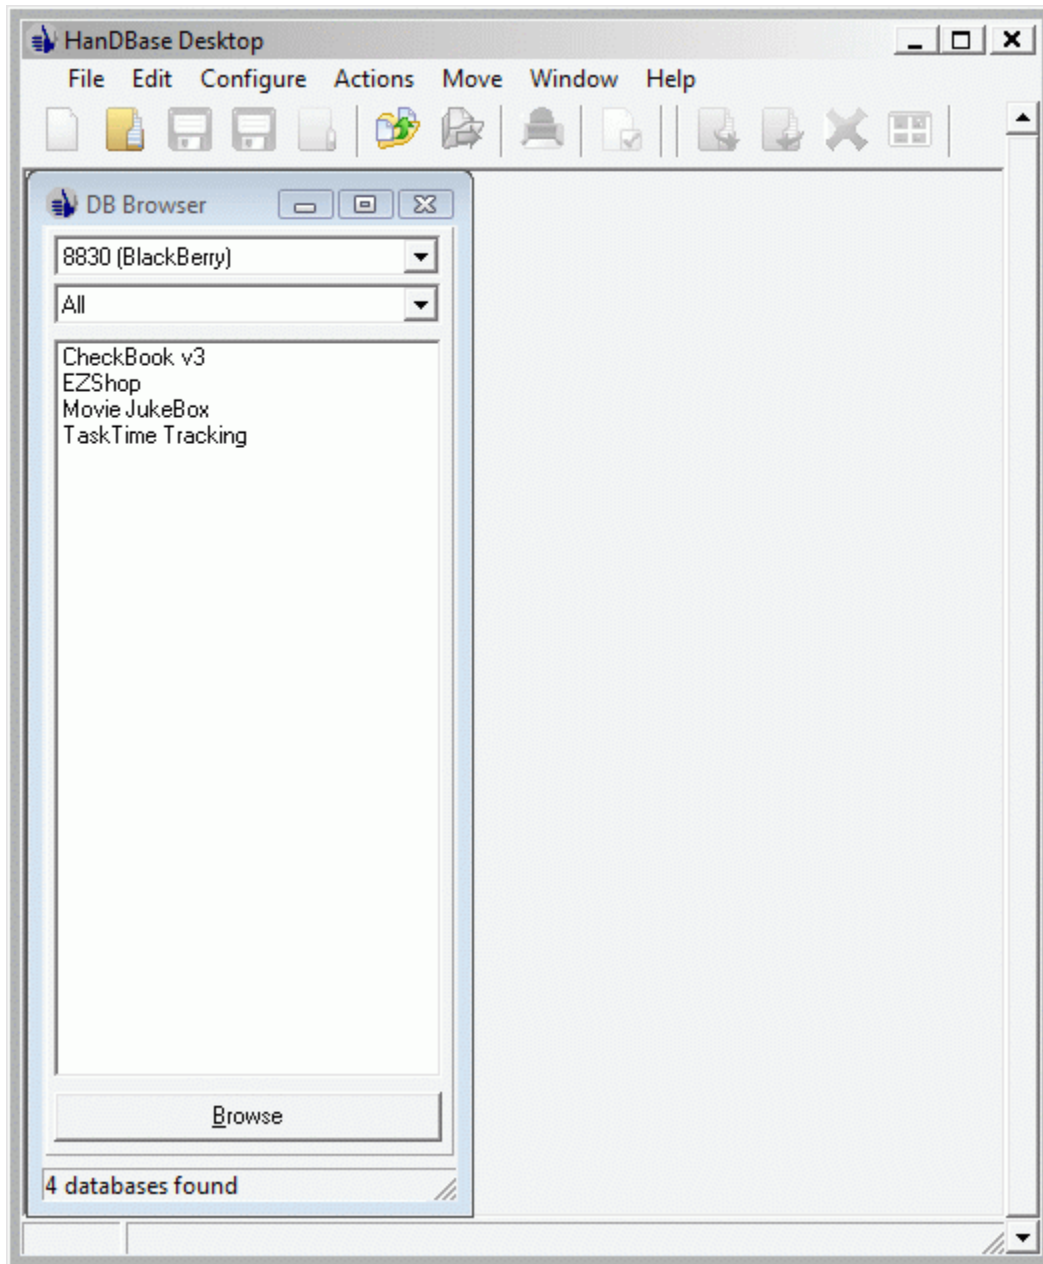 HanDBase Desktop
File Edit Configure Actions Move Window Help
DB Browser
8830 (BlackBerry)
All
CheckBook v3
EZShop
Movie JukeBox
TaskTime Tracking
Browse
4 databases found